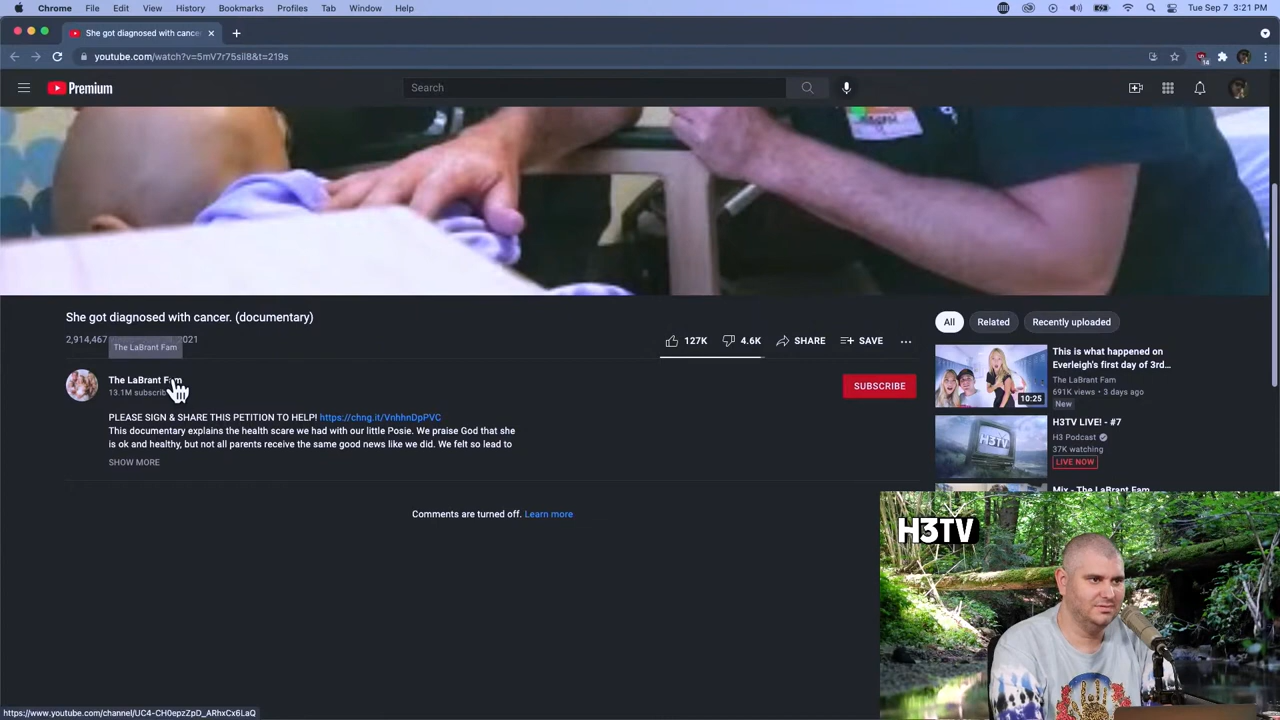 Chrome File Edit View History Bookmarks Profiles Tab Window Help
Tue Sep 7 3:21 PM
She got diagnosed with cance
youtube.com/watch?v=5mV7r75sil8&t=219s
14
Premium
Search
She got diagnosed with cancer. (documentary)
2,914,467
2021
127K 4.6K SHARE SAVE
The LaBrant Fam
The LaBrant Fam
13.1M
SUBSCRIBE
PLEASE SIGN & SHARE THIS PETITION TO HELP! https://chng.it/VnhhnDpPVC
This documentary explains the health scare we had with our little Posie. We praise God that she
is ok and healthy, but not all parents receive the same good news like we did. We felt so lead to
SHOW MORE
Comments are turned off. Learn more
All Related Recently uploaded
This is what happened on
Everleigh's first day of 3rd...
The LaBrant Fam
691K views • 3 days ago
New
10:25
H3TV LIVE! - #7
H3 Podcast
37K watching
LIVE NOW
H3TV
Mix - The LaBrant Fam
H3TV
https://www.youtube.com/channel/UC4-CH0epzZpD_ARhxCx6LaQ